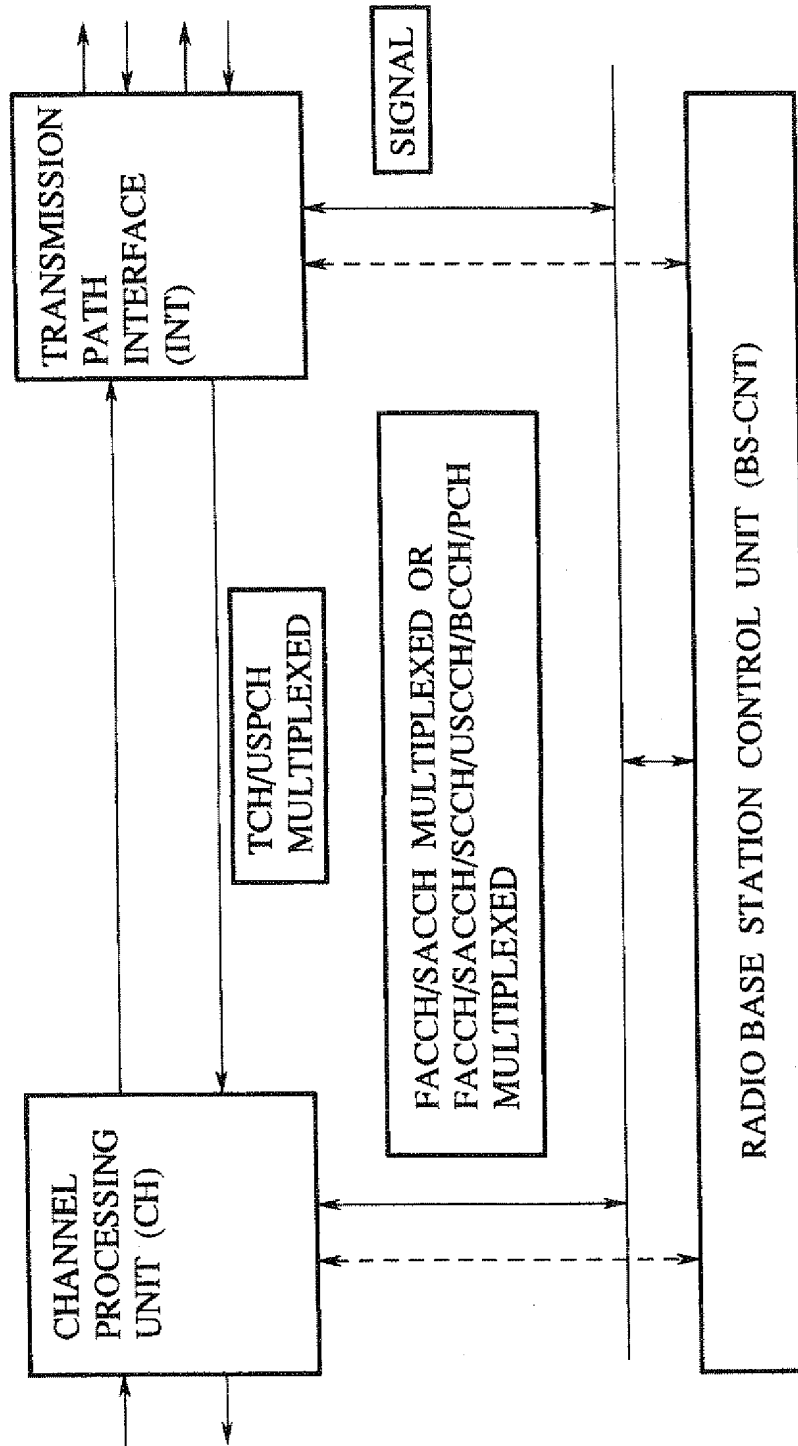 CHANNEL
PROCESSING
UNIT (CH)
TRANSMISSION
PATH
INTERFACE
(INT)
TCH/USPCH
MULTIPLEXED
SIGNAL
FACCH/SACCH MULTIPLEXED OR
FACCH/SACCH/SCCH/USCCH/BCCH/PCH
MULTIPLEXED
RADIO BASE STATION CONTROL UNIT (BS-CNT)